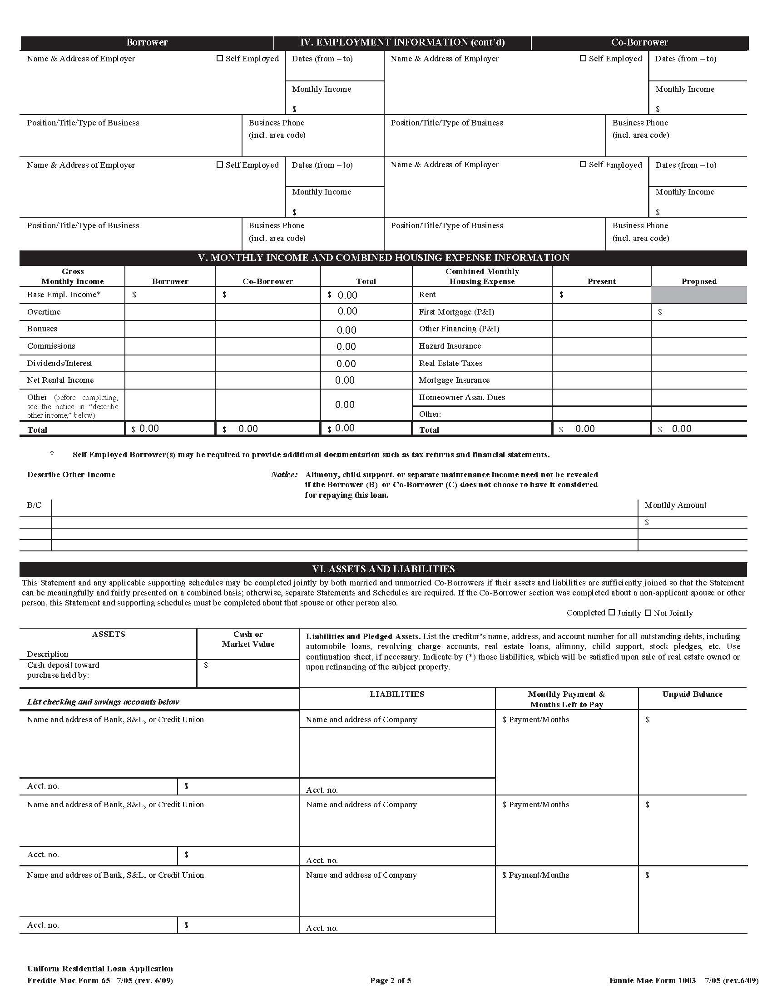 Borrower IV. EMPLOYMENT INFORMATION (cont’d) Co-Borrower
Name & Address of Employer Self Employed Dates (from – to) Name & Address of Employer Self Employed Dates (from – to)
Monthly Income Monthly Income
$ $
Position/Title/Type of Business Business Phone Position/Title/Type of Business Business Phone
(incl. area code) (incl. area code)
Name & Address of Employer Self Employed Dates (from – to) Name & Address of Employer Self Employed Dates (from – to)
Monthly Income Monthly Income
$ $
Position/Title/Type of Business Business Phone Position/Title/Type of Business Business Phone
(incl. area code) (incl. area code)
V. MONTHLY INCOME AND COMBINED HOUSING EXPENSE INFORMATION
Gross Combined Monthly
Monthly Income Borrower Co-Borrower Total Housing Expense Present Proposed
Base Empl. Income* $ $ $ 0.00 Rent $
Overtime 0.00 First Mortgage (P&I) $
Bonuses 0.00 Other Financing (P&I)
Commissions 0.00 Hazard Insurance
Dividends/Interest 0.00 Real Estate Taxes
Net Rental Income 0.00 Mortgage Insurance
Other (before completing, Homeowner Assn. Dues
see the notice in “describe 0.00
other income,” below) Other:
Total $ 0.00 $ 0.00 $ 0.00 Total $ 0.00 $ 0.00
* Self Employed Borrower(s) may be required to provide additional documentation such as tax returns and financial statements.
Describe Other Income Notice: Alimony, child support, or separate maintenance income need not be revealed
if the Borrower (B) or Co-Borrower (C) does not choose to have it considered
for repaying this loan.
B/C Monthly Amount
$
VI. ASSETS AND LIABILITIES
This Statement and any applicable supporting schedules may be completed jointly by both married and unmarried Co-Borrowers if their assets and liabilities are sufficiently joined so that the Statement
can be meaningfully and fairly presented on a combined basis; otherwise, separate Statements and Schedules are required. If the Co-Borrower section was completed about a non-applicant spouse or other
person, this Statement and supporting schedules must be completed about that spouse or other person also.
Completed Jointly Not Jointly
ASSETS Cash or
Market Value
Description
Cash deposit toward $
purchase held by:
Liabilities and Pledged Assets. List the creditor’s name, address, and account number for all outstanding debts, including
automobile loans, revolving charge accounts, real estate loans, alimony, child support, stock pledges, etc. Use
continuation sheet, if necessary. Indicate by (*) those liabilities, which will be satisfied upon sale of real estate owned or
upon refinancing of the subject property.
List checking and savings accounts below LIABILITIES Monthly Payment & Unpaid Balance
Months Left to Pay
Name and address of Bank, S&L, or Credit Union Name and address of Company $ Payment/Months $
Acct. no. $ Acct. no.
Name and address of Bank, S&L, or Credit Union Name and address of Company $ Payment/Months $
Acct. no. $ Acct. no.
Name and address of Bank, S&L, or Credit Union Name and address of Company $ Payment/Months $
Acct. no. $ Acct. no.
Uniform Residential Loan Application
Freddie Mac Form 65 7/05 (rev. 6/09) Page 2 of 5 Fannie Mae Form 1003 7/05 (rev.6/09)